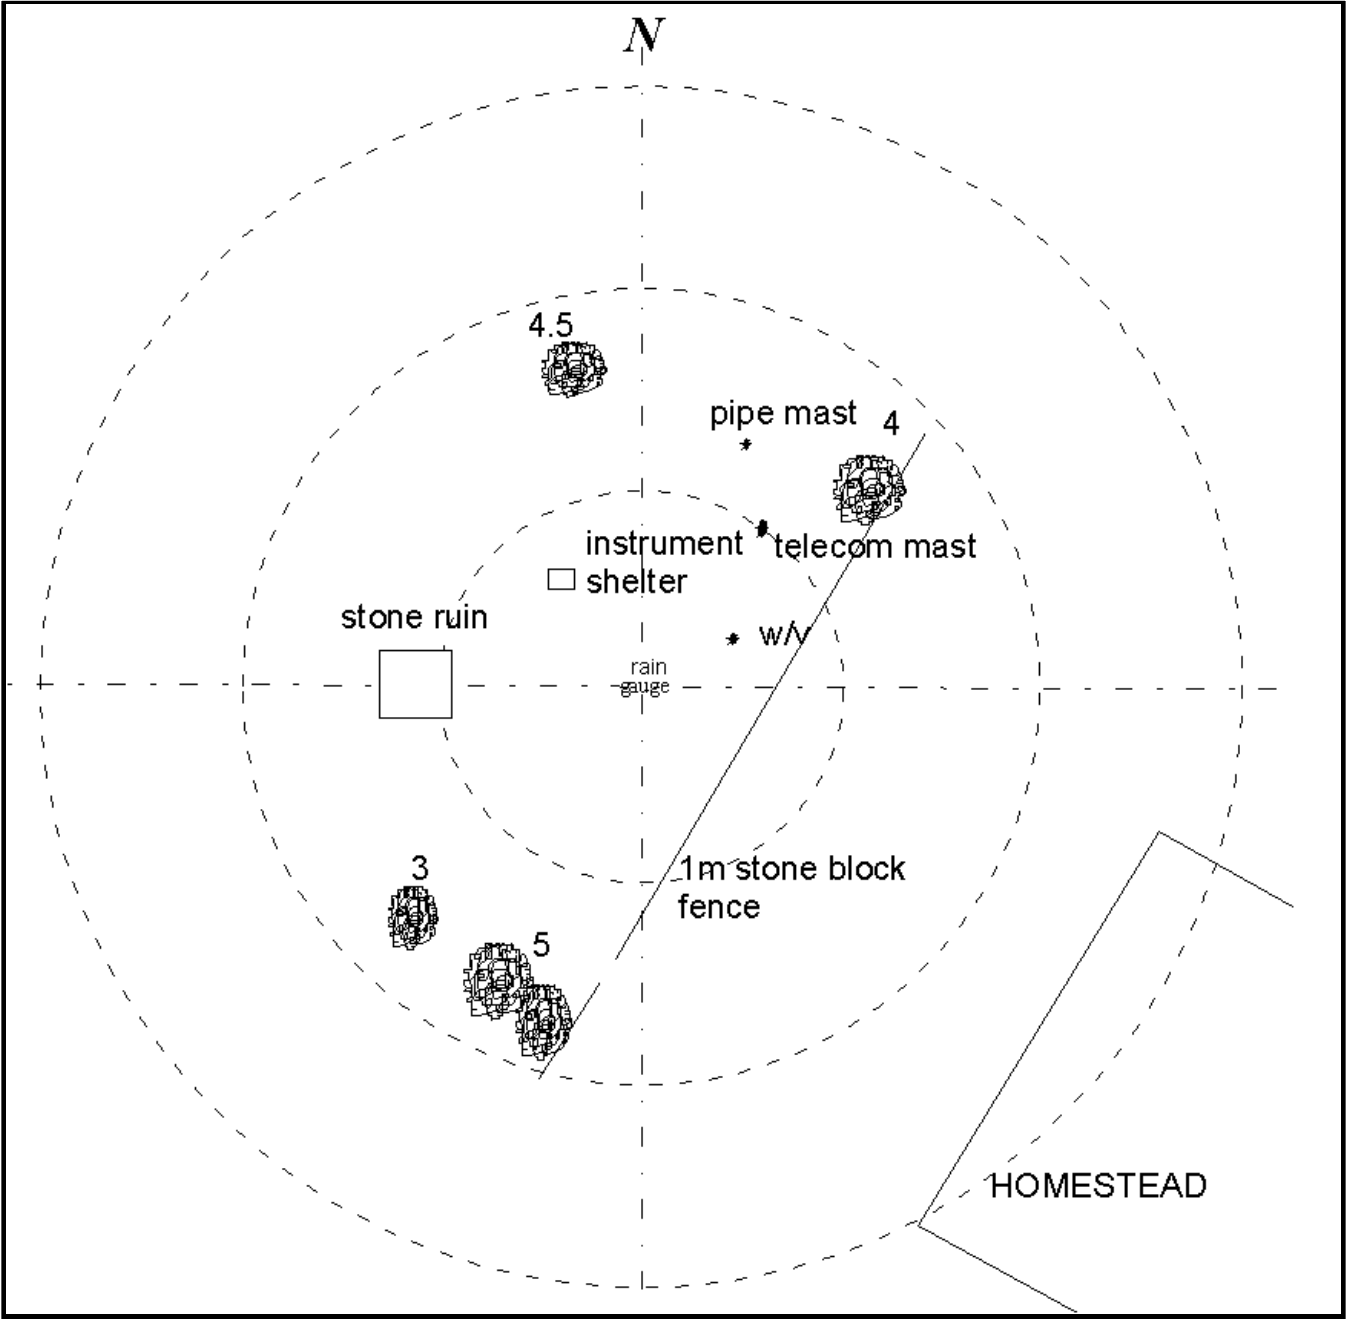 N
4.5
pipe mast
4
instrument
telecom mast
shelter
stone ruin
w/v
rain
gauge
1m stone block
fence
3
5
HOMESTEAD